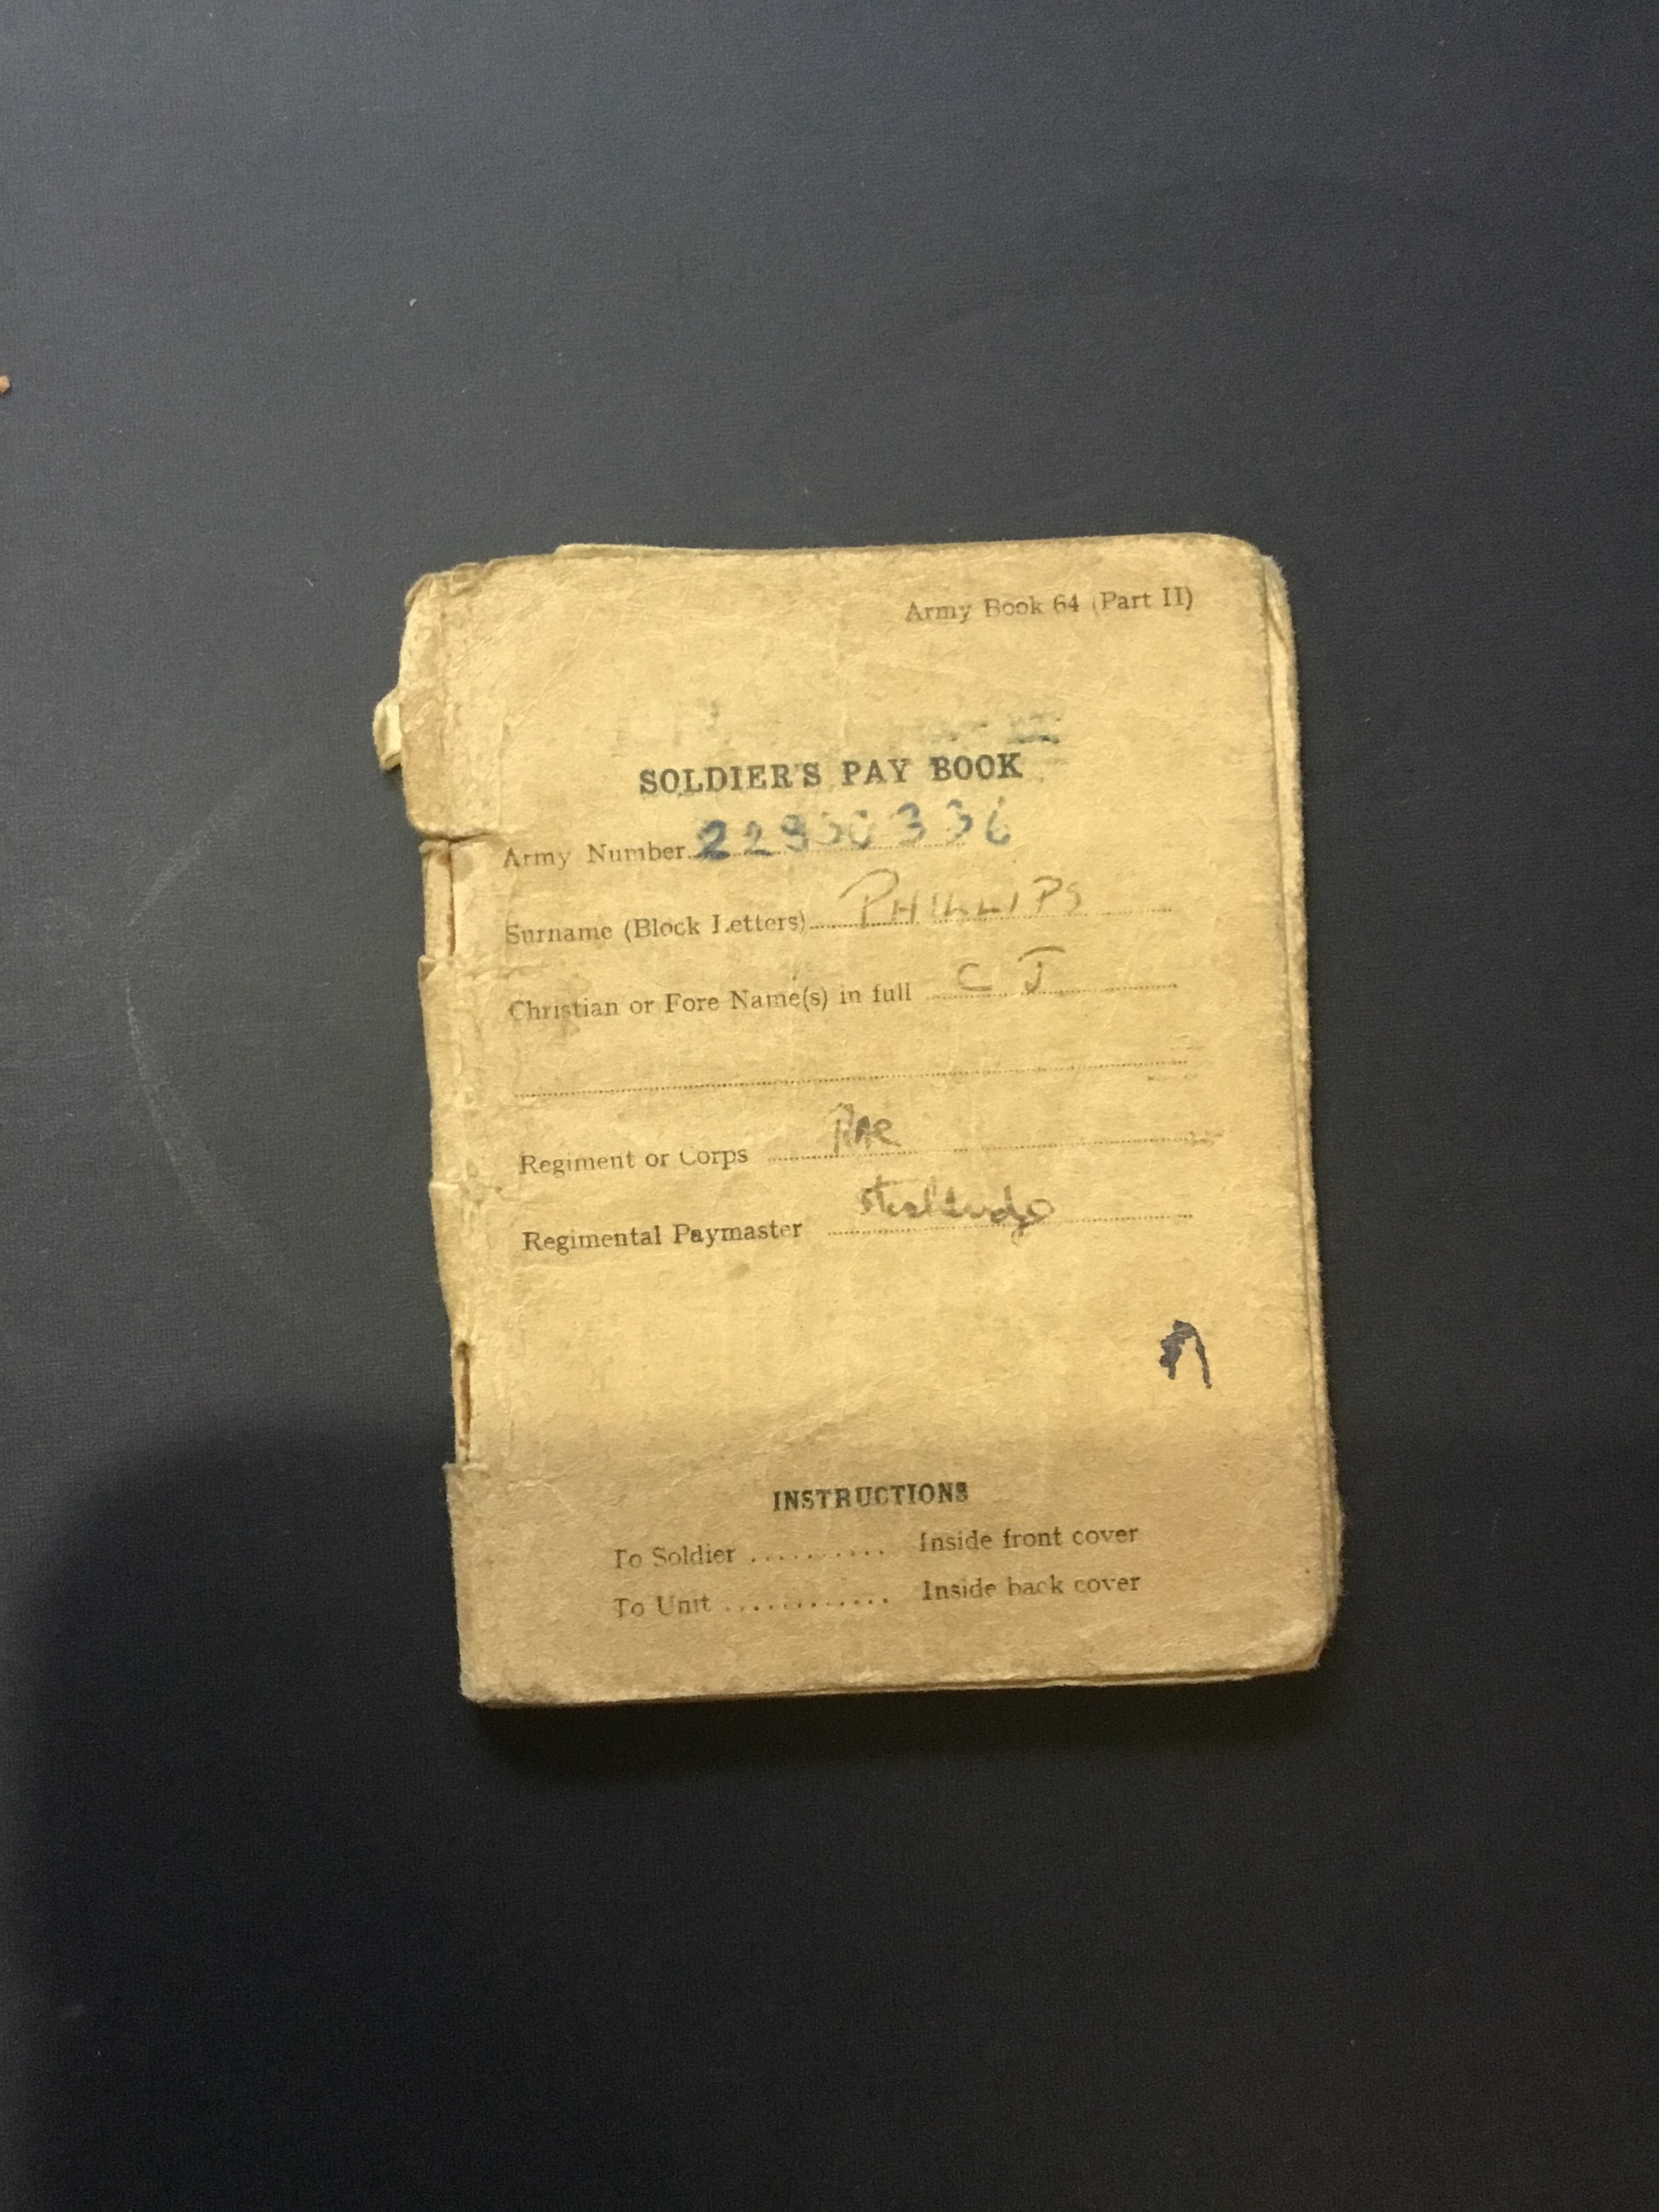 Army Book 64 (Part II)
SOLDIER'S PAY BOOK
Army Number
Surname (Block Letters) PHILLIPS
Christian or Fore Name(s) in full C J
Regiment or Corps
Regimental Paymaster
INSTRUCTIONS
To Soldier .......... Inside front cover
To Unit ............ Inside back cover